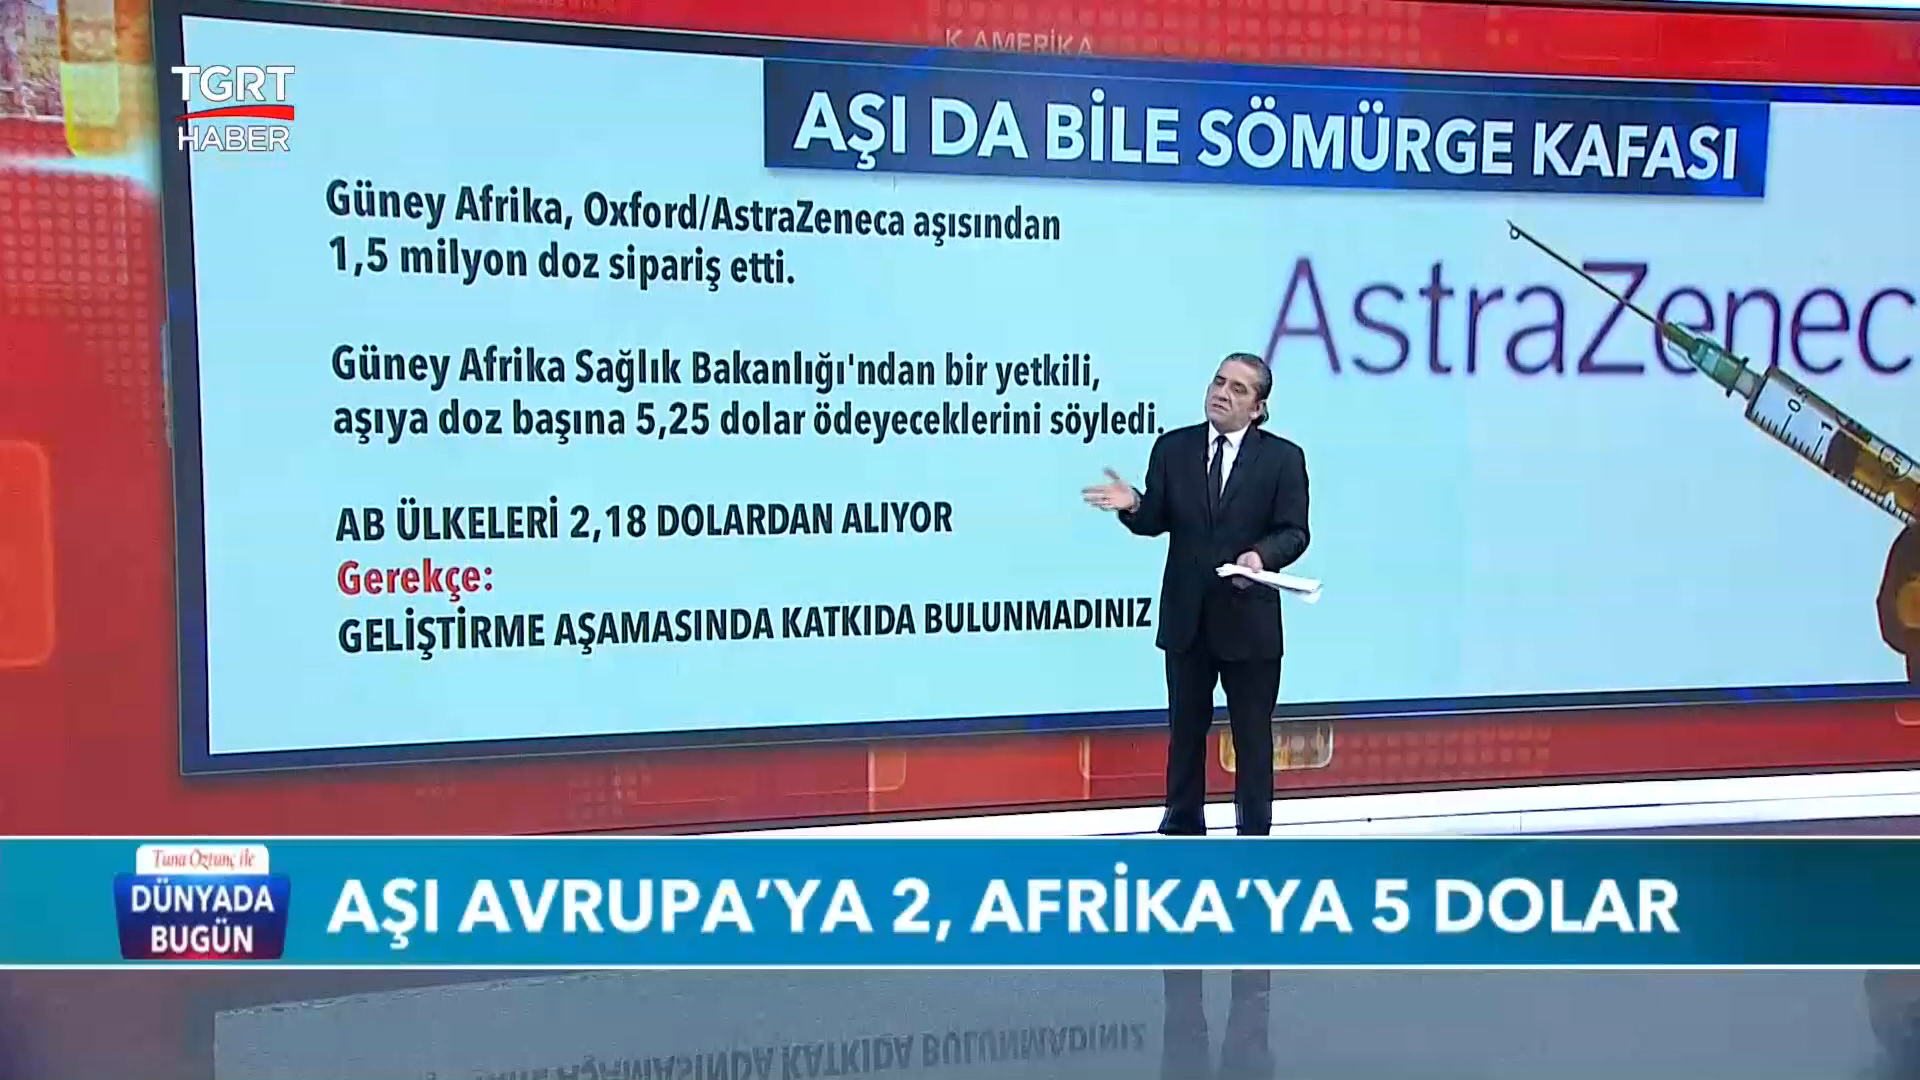 K AMERİKA
TGRT
HABER
AŞI DA BİLE SÖMÜRGE KAFASI
Güney Afrika, Oxford/AstraZeneca aşısından
1,5 milyon doz sipariş etti.
Güney Afrika Sağlık Bakanlığı'ndan bir yetkili,
aşıya doz başına 5,25 dolar ödeyeceklerini söyledi.
AB ÜLKELERİ 2,18 DOLARDAN ALIYOR
Gerekçe:
GELİŞTİRME AŞAMASINDA KATKIDA BULUNMADINIZ
AstraZenec
Tuna Öztunç ile
DÜNYADA
BUGÜN
AŞI AVRUPA'YA 2, AFRİKA'YA 5 DOLAR